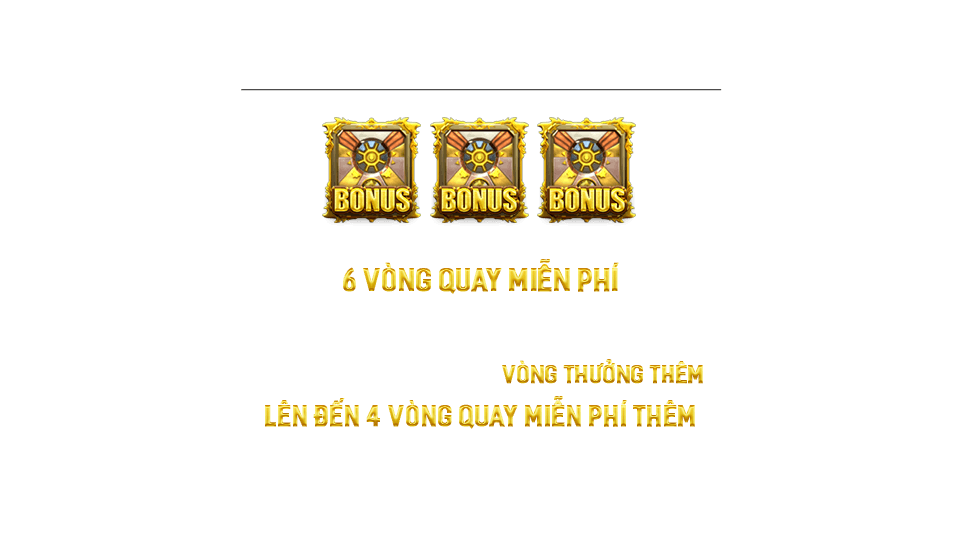 BONUS BONUS BONUS
6 VÒNG QUAY MIỄN PHÍ
VÒNG THƯỞNG THÊM
LÊN ĐẾN 4 VÒNG QUAY MIỄN PHÍ THÊM